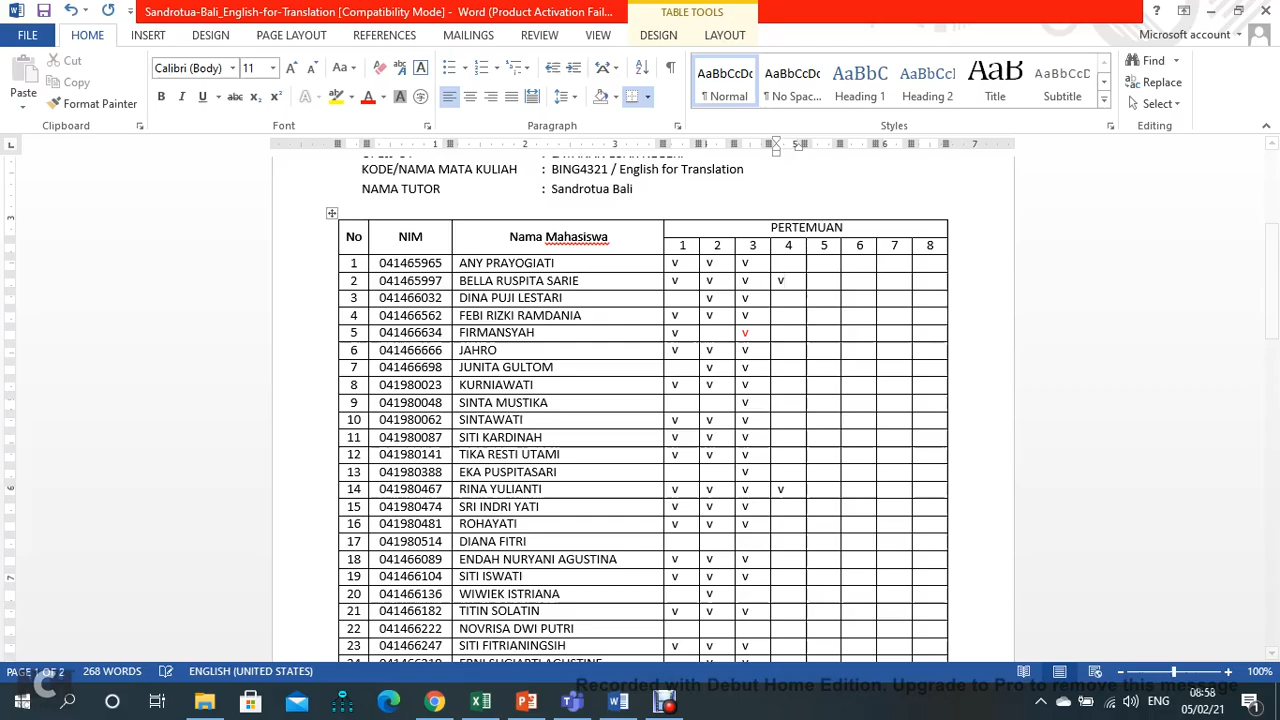 Sandrotua-Bali_English-for-Translation [Compatibility Mode] - Word (Product Activation Fail...
TABLE TOOLS
FILE HOME INSERT DESIGN PAGE LAYOUT REFERENCES MAILINGS REVIEW VIEW DESIGN LAYOUT Microsoft account
Paste
Cut
Copy
Format Painter
Calibri (Body) 11
AaBbCcDc AaBbCcDc AaBbC AaBbCcD AaB AaBbCcD
¶ Normal ¶ No Spac... Heading 1 Heading 2 Title Subtitle
Find
Replace
Select
Clipboard Font Paragraph Styles Editing
1 2 3 4 5 6 7
KODE/NAMA MATA KULIAH : BING4321 / English for Translation
NAMA TUTOR : Sandrotua Bali
No NIM Nama Mahasiswa PERTEMUAN
1 2 3 4 5 6 7 8
1 041465965 ANY PRAYOGIATI v v v
2 041465997 BELLA RUSPITA SARIE v v v v
3 041466032 DINA PUJI LESTARI v v
4 041466562 FEBI RIZKI RAMDANIA v v v
5 041466634 FIRMANSYAH v v
6 041466666 JAHRO v v v
7 041466698 JUNITA GULTOM v v
8 041980023 KURNIAWATI v v v
9 041980048 SINTA MUSTIKA v
10 041980062 SINTAWATI v v v
11 041980087 SITI KARDINAH v v v
12 041980141 TIKA RESTI UTAMI v v v
13 041980388 EKA PUSPITASARI v
14 041980467 RINA YULIANTI v v v v
15 041980474 SRI INDRI YATI v v v
16 041980481 ROHAYATI v v v
17 041980514 DIANA FITRI
18 041466089 ENDAH NURYANI AGUSTINA v v v
19 041466104 SITI ISWATI v v v
20 041466136 WIWIEK ISTRIANA v
21 041466182 TITIN SOLATIN v v v
22 041466222 NOVRISA DWI PUTRI
23 041466247 SITI FITRIANINGSIH v v v
PAGE 1 OF 2 268 WORDS ENGLISH (UNITED STATES) 100%
Recorded with Debut Home Edition. Upgrade to Pro to remove this message
ENG
08:58
05/02/21